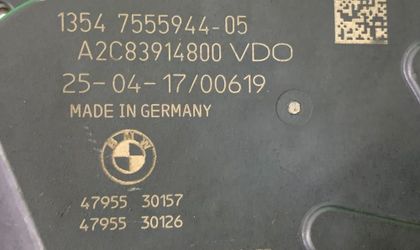 1354 7555944-05
A2C83914800 VDO
25-04-17/00619
MADE IN GERMANY
BMW
47955 30157
47955 30126